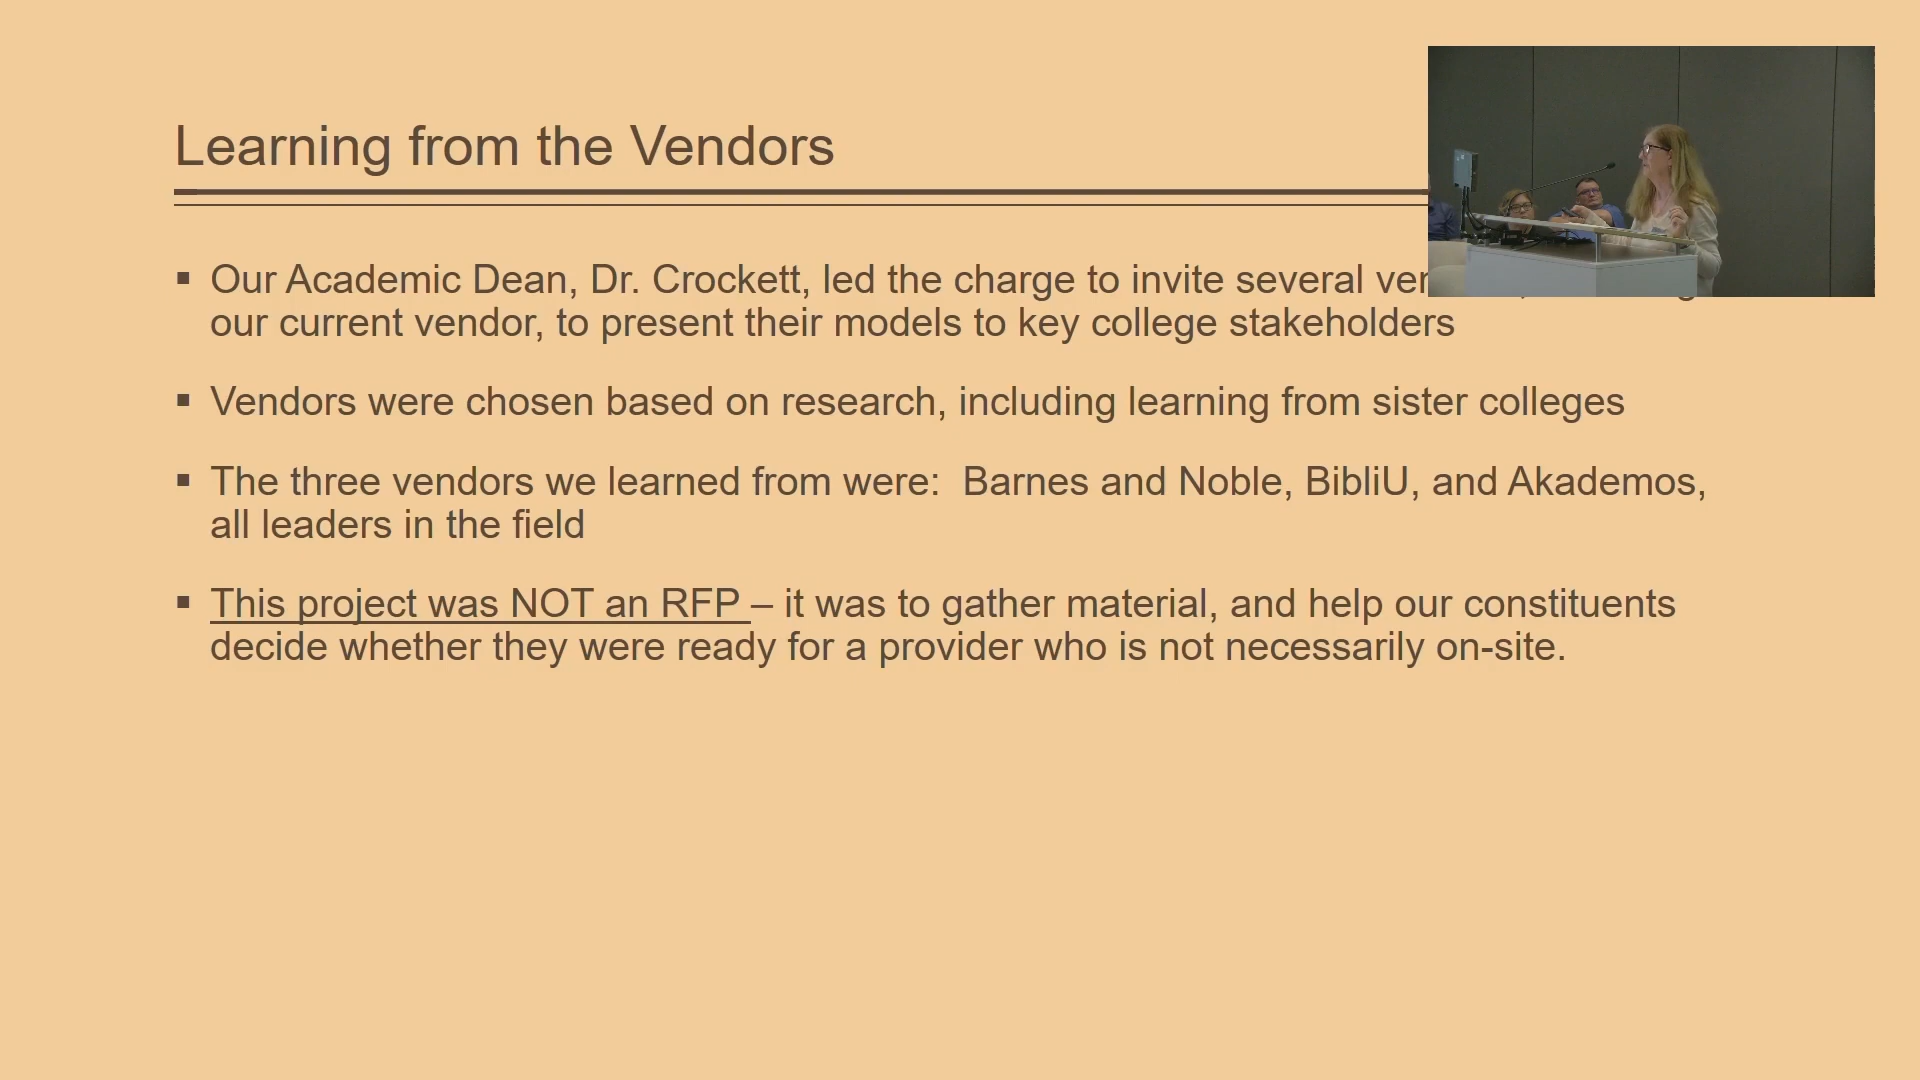 Learning from the Vendors
▪ Our Academic Dean, Dr. Crockett, led the charge to invite several
our current vendor, to present their models to key college stakeholders
▪ Vendors were chosen based on research, including learning from sister colleges
▪ The three vendors we learned from were:  Barnes and Noble, BibliU, and Akademos,
all leaders in the field
▪ This project was NOT an RFP – it was to gather material, and help our constituents
decide whether they were ready for a provider who is not necessarily on-site.